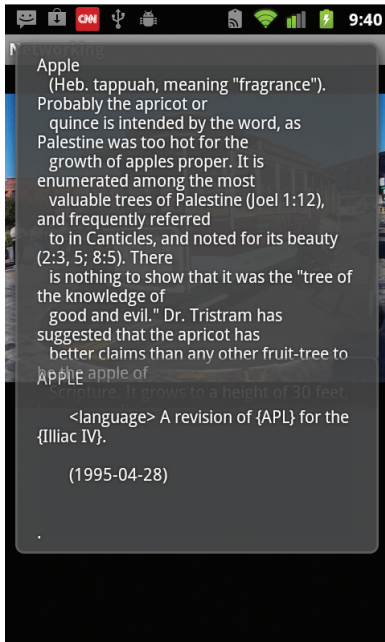 CNN
9:40
Networking
Apple
(Heb. tappuah, meaning "fragrance").
Probably the apricot or
quince is intended by the word, as
Palestine was too hot for the
growth of apples proper. It is
enumerated among the most
valuable trees of Palestine (Joel 1:12),
and frequently referred
to in Canticles, and noted for its beauty
(2:3, 5; 8:5). There
is nothing to show that it was the "tree of
the knowledge of
good and evil." Dr. Tristram has
suggested that the apricot has
better claims than any other fruit-tree to
be the apple of
Scripture. It grows to a height of 30 feet,
APPLE
<language> A revision of {APL} for the
{Illiac IV}.
(1995-04-28)
.